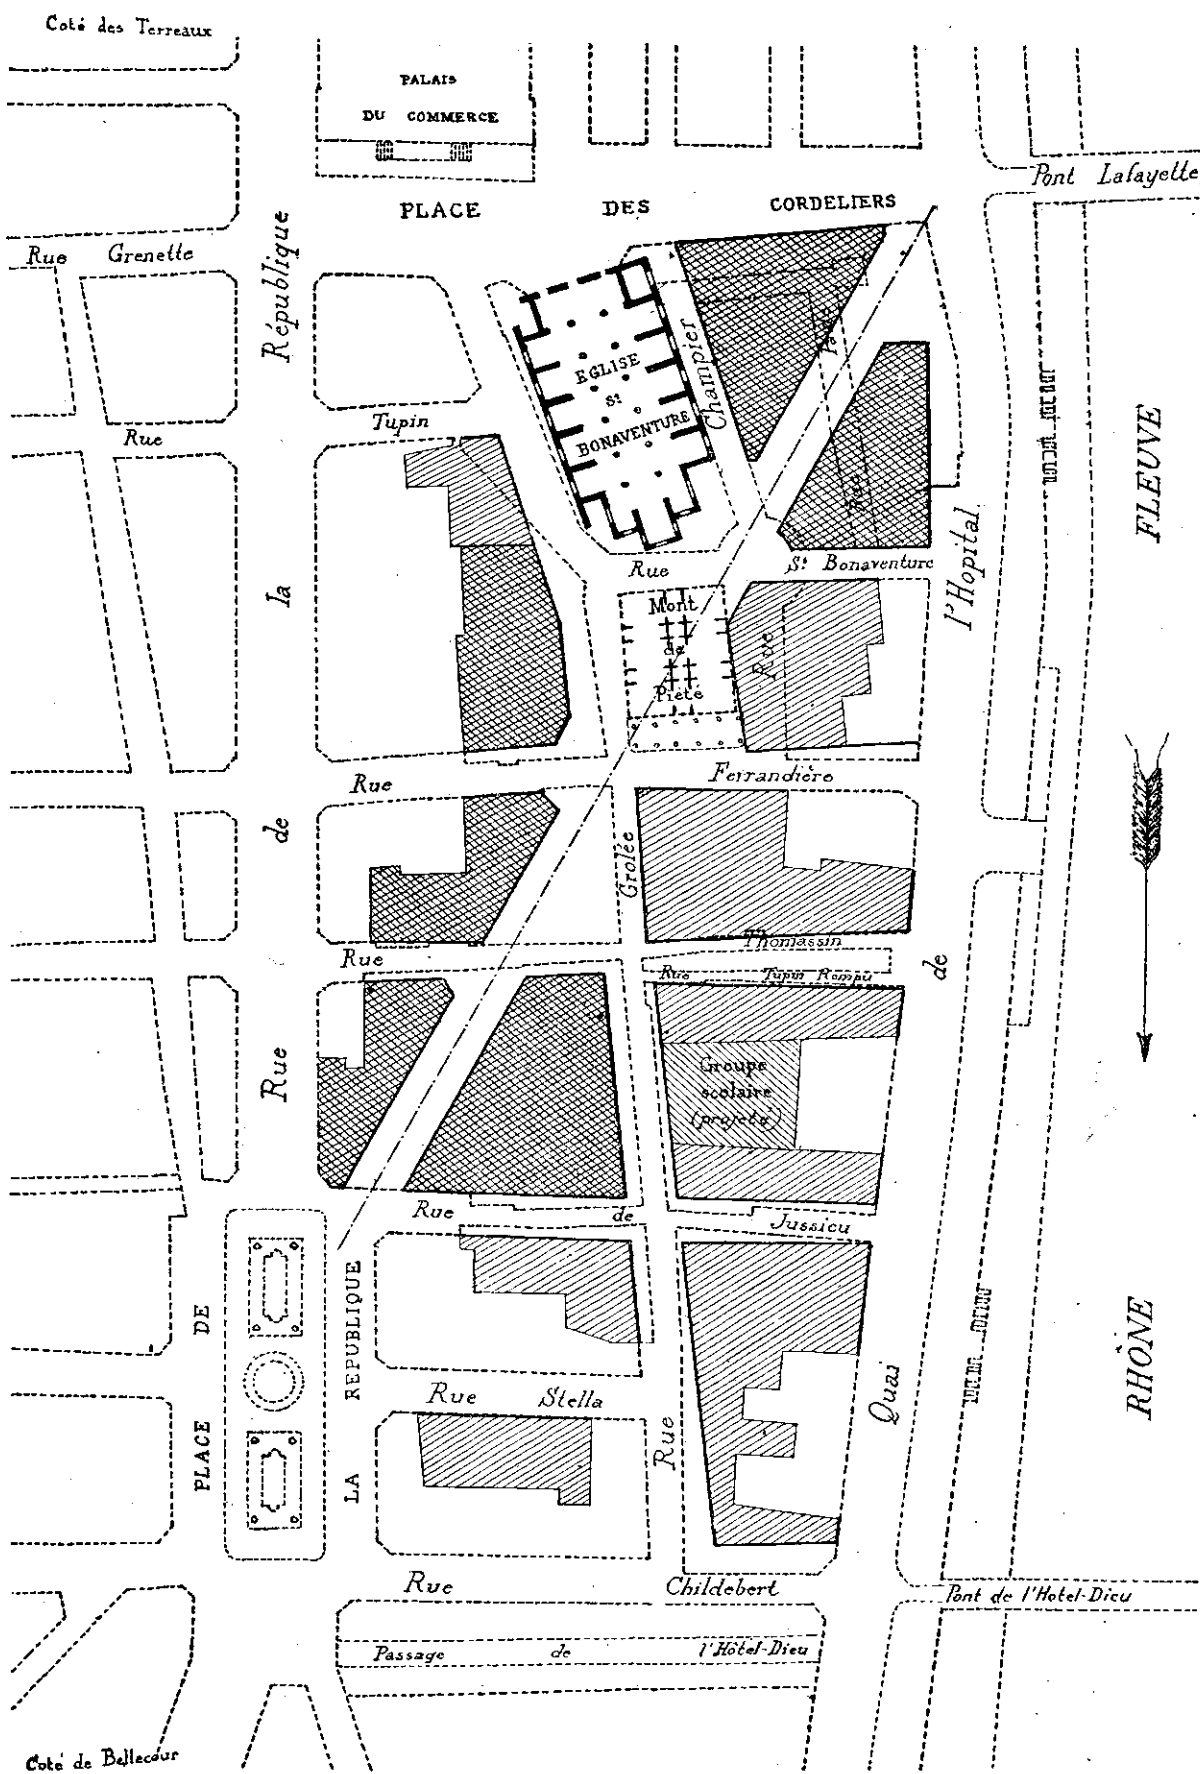 Coté des Terreaux
PALAIS
DU COMMERCE
Pont Lafayette
PLACE DES CORDELIERS
Rue Grenette
République
la
de
Rue
Rue
Tupin
EGLISE
St
BONAVENTURE
Champier
Rue
St Bonaventure
Mont
de
Piété
Rue
l'Hopital
de
Quai
FLEUVE
RHÔNE
Rue Ferrandière
Grolée
Rue
Rue Thomassin
Rue Tupin Rompu
Groupe
scolaire
(projeté)
Rue de Jussieu
PLACE DE
LA REPUBLIQUE
Rue Stella
Rue Childebert
Pont de l'Hotel-Dieu
Passage de l'Hôtel-Dieu
Coté de Bellecour